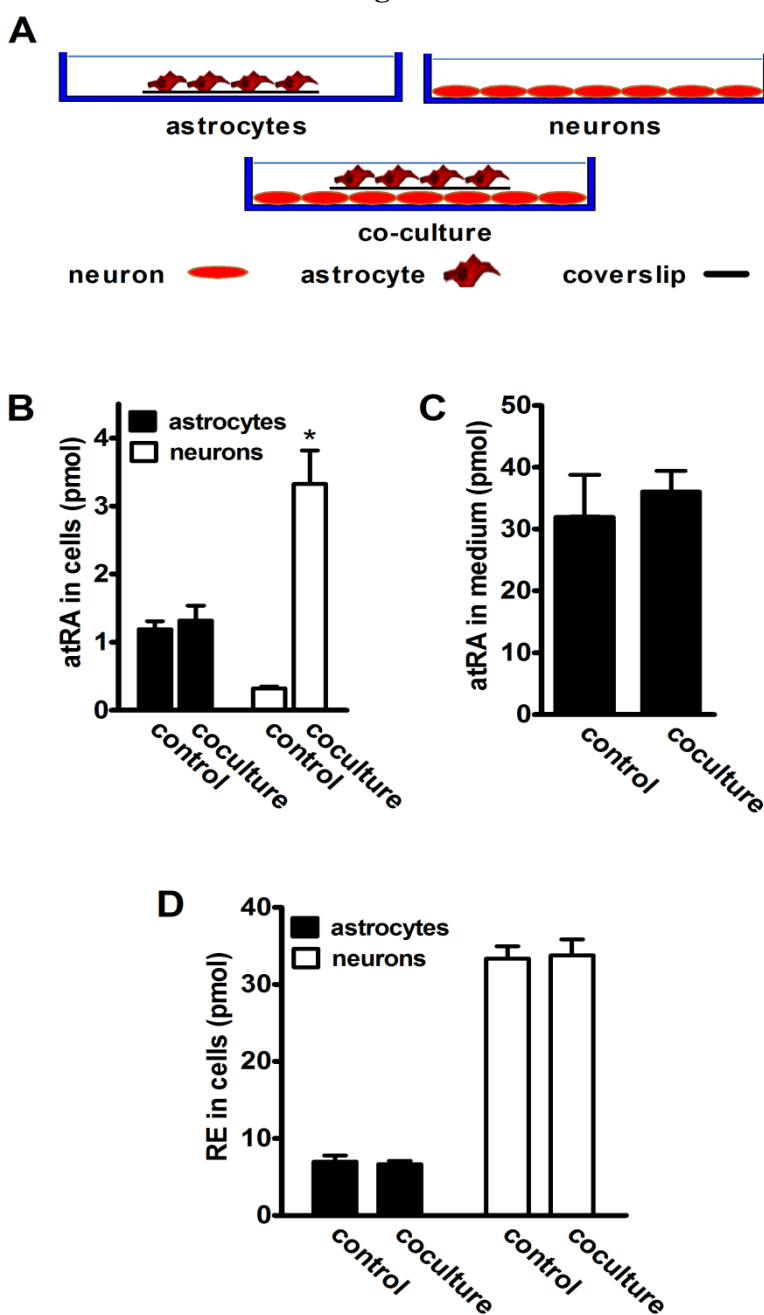 A
astrocytes
neurons
co-culture
neuron
astrocyte
coverslip
B
atRA in cells (pmol)
4
3
2
1
0
astrocytes
neurons
*
control
coculture
control
coculture
C
atRA in medium (pmol)
50
40
30
20
10
0
control
coculture
D
RE in cells (pmol)
40
30
20
10
0
astrocytes
neurons
control
coculture
control
coculture